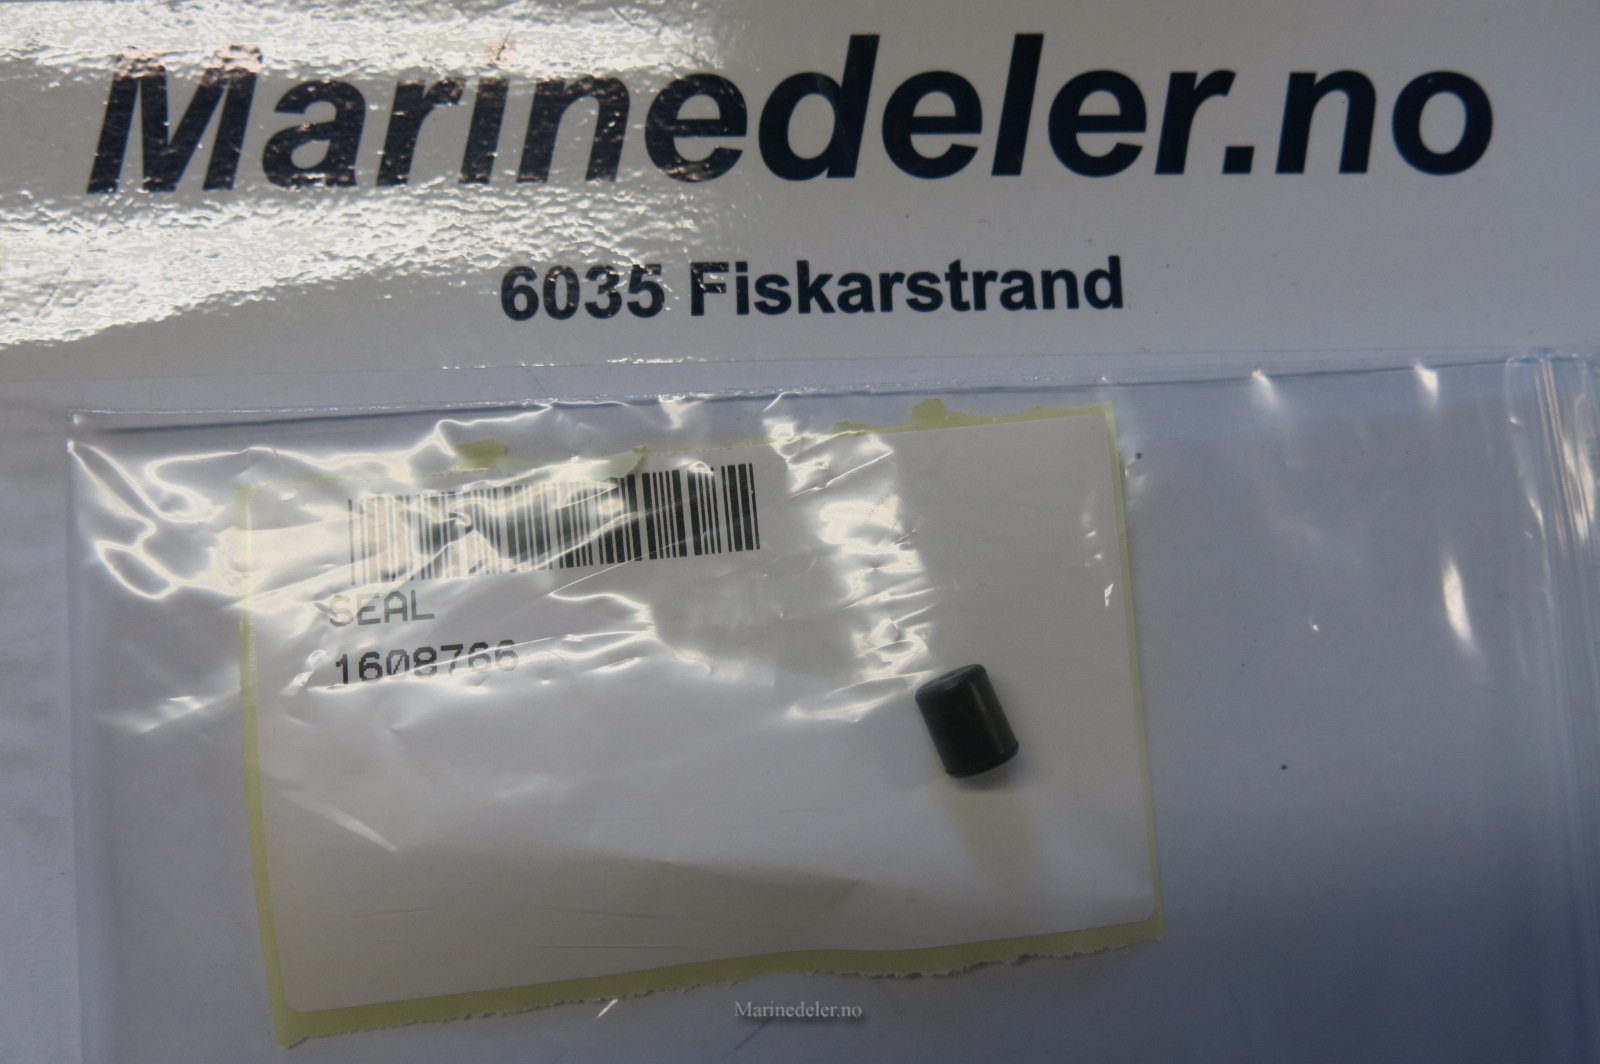 Marinedeler.no
6035 Fiskarstrand
SEAL
1608766
Marinedeler.no